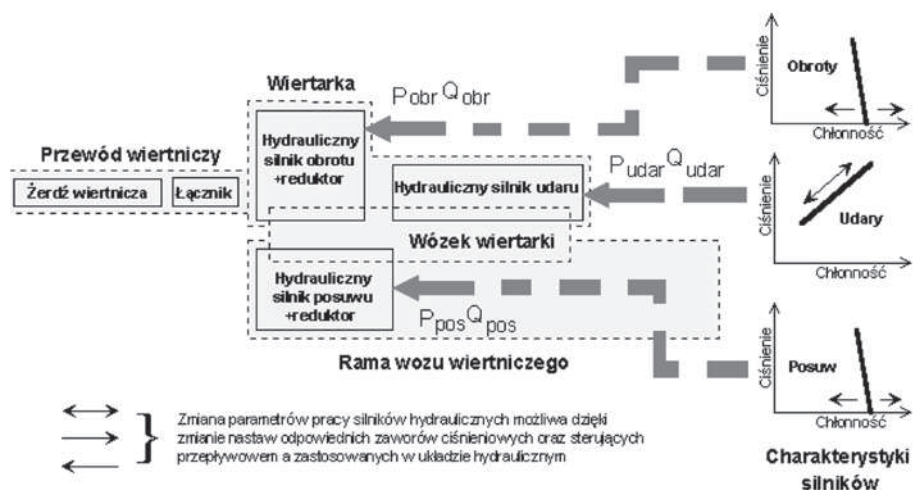 Wiertarka
Pobr Qobr
Przewód wiertniczy
Żerdź wiertnicza
Łącznik
Hydrauliczny
silnik obrotu
+reduktor
Hydrauliczny silnik udaru
Pudar Qudar
Wózek wiertarki
Hydrauliczny
silnik posuwu
+reduktor
Ppos Qpos
Rama wozu wiertniczego
Ciśnienie
Obroty
Chłonność
Ciśnienie
Udary
Chłonność
Ciśnienie
Posuw
Chłonność
Charakterystyki
silników
Zmiana parametrów pracy silników hydraulicznych możliwa dzięki
zmianie nastaw odpowiednich zaworów ciśnieniowych oraz sterujących
przepływowem a zastosowanych w układzie hydraulicznym